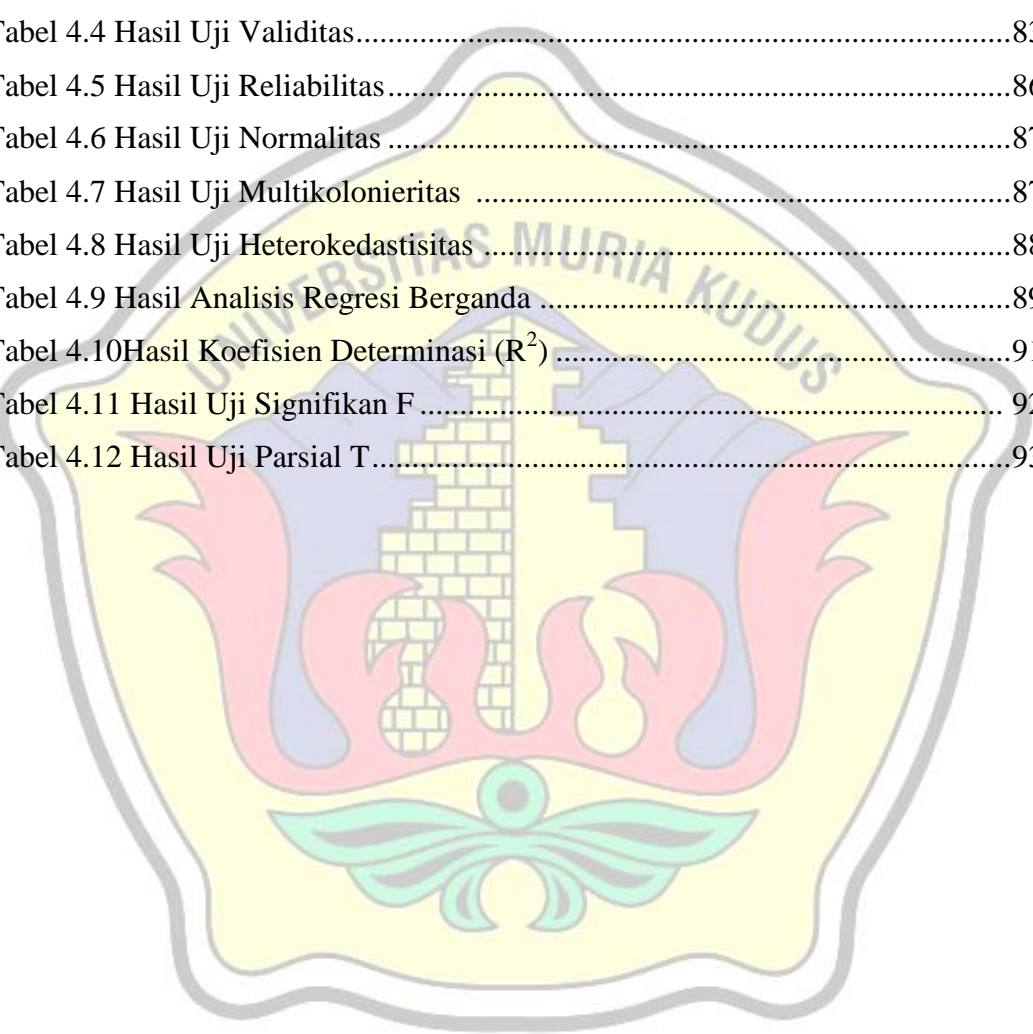 Tabel 4.4 Hasil Uji Validitas.................................................................................83
Tabel 4.5 Hasil Uji Reliabilitas.............................................................................86
Tabel 4.6 Hasil Uji Normalitas .............................................................................87
Tabel 4.7 Hasil Uji Multikolonieritas ..................................................................87
Tabel 4.8 Hasil Uji Heterokedastisitas .................................................................88
Tabel 4.9 Hasil Analisis Regresi Berganda ..........................................................89
Tabel 4.10Hasil Koefisien Determinasi (R²) ........................................................91
Tabel 4.11 Hasil Uji Signifikan F ........................................................................ 92
Tabel 4.12 Hasil Uji Parsial T...............................................................................93
UNIVERSITAS MURIA KUDUS